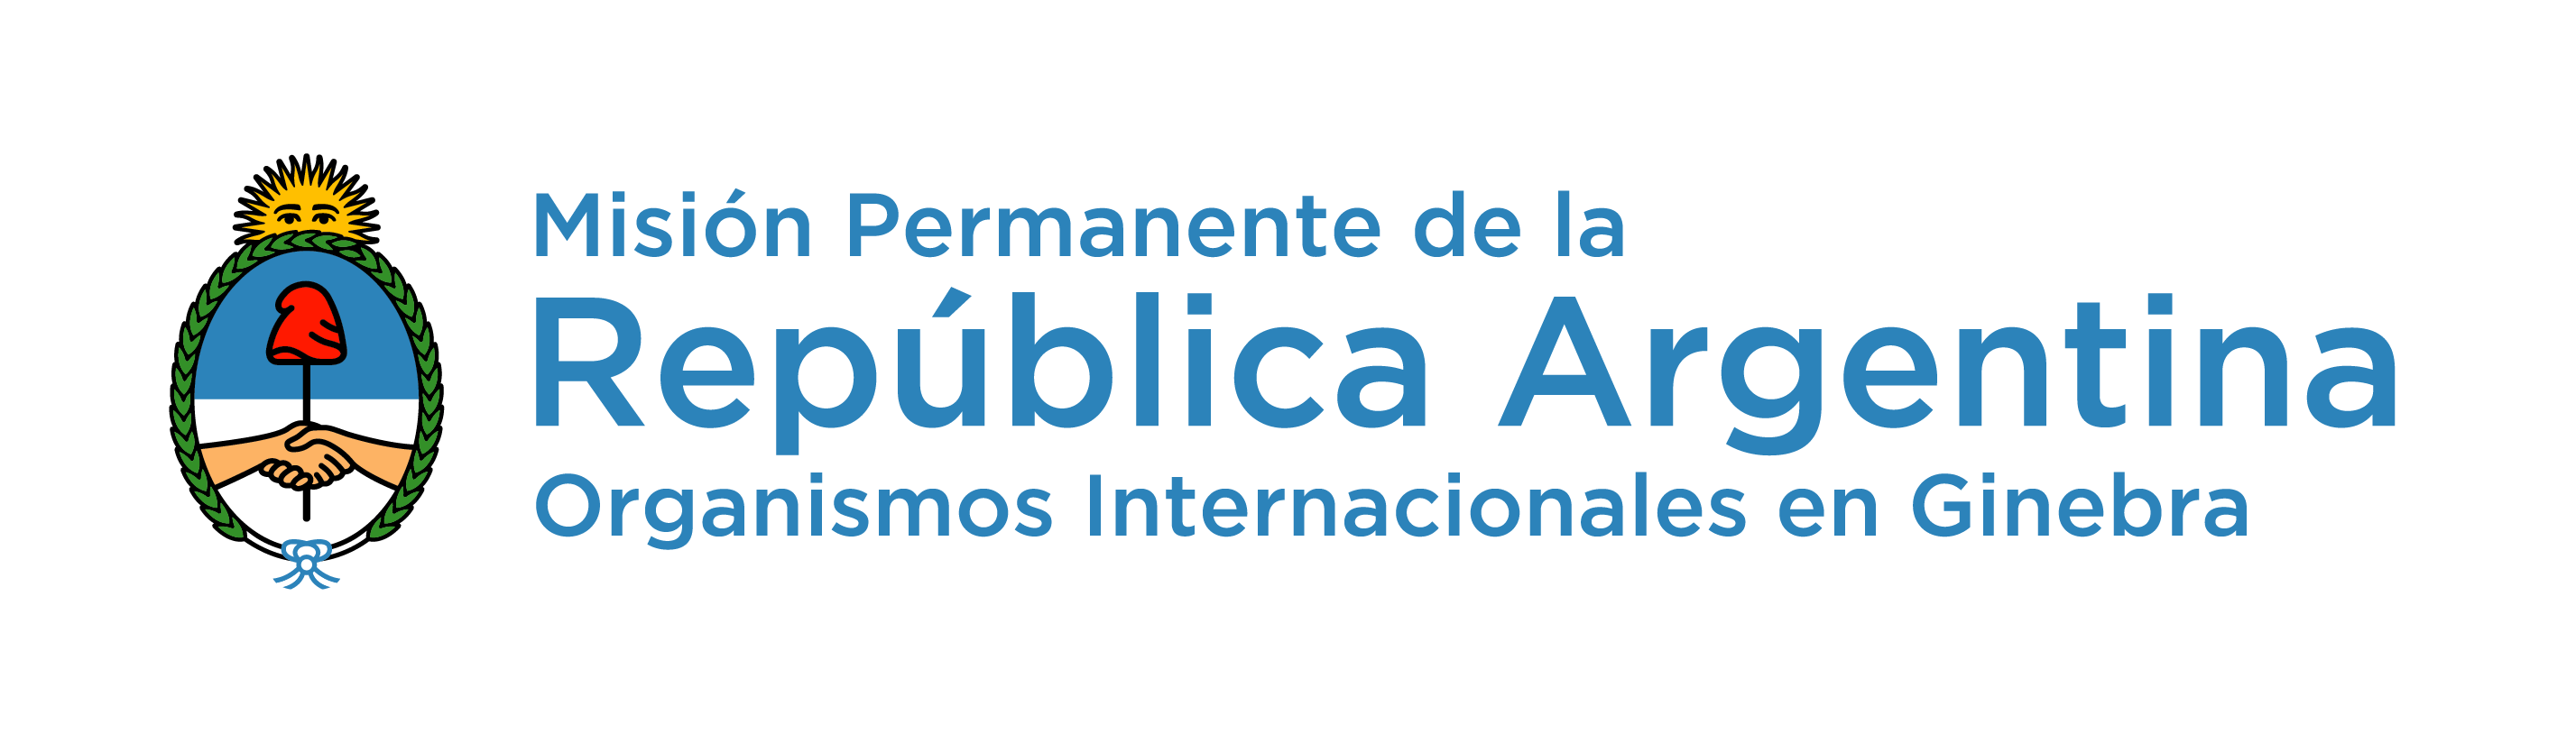 Misión Permanente de la
República Argentina
Organismos Internacionales en Ginebra